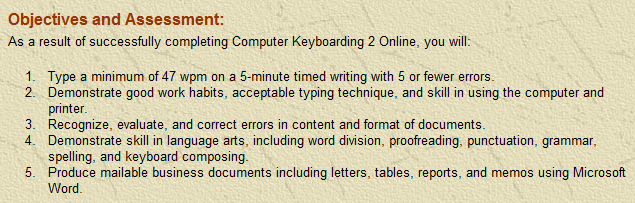 Objectives and Assessment:
As a result of successfully completing Computer Keyboarding 2 Online, you will:
1. Type a minimum of 47 wpm on a 5-minute timed writing with 5 or fewer errors.
2. Demonstrate good work habits, acceptable typing technique, and skill in using the computer and
printer.
3. Recognize, evaluate, and correct errors in content and format of documents.
4. Demonstrate skill in language arts, including word division, proofreading, punctuation, grammar,
spelling, and keyboard composing.
5. Produce mailable business documents including letters, tables, reports, and memos using Microsoft
Word.